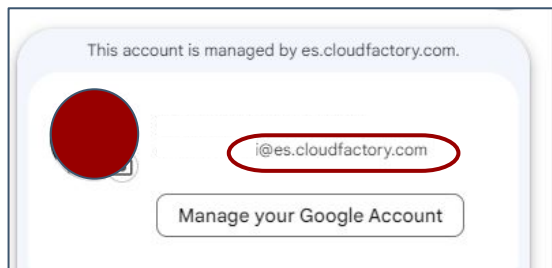 This account is managed by es.cloudfactory.com.
i@es.cloudfactory.com
Manage your Google Account